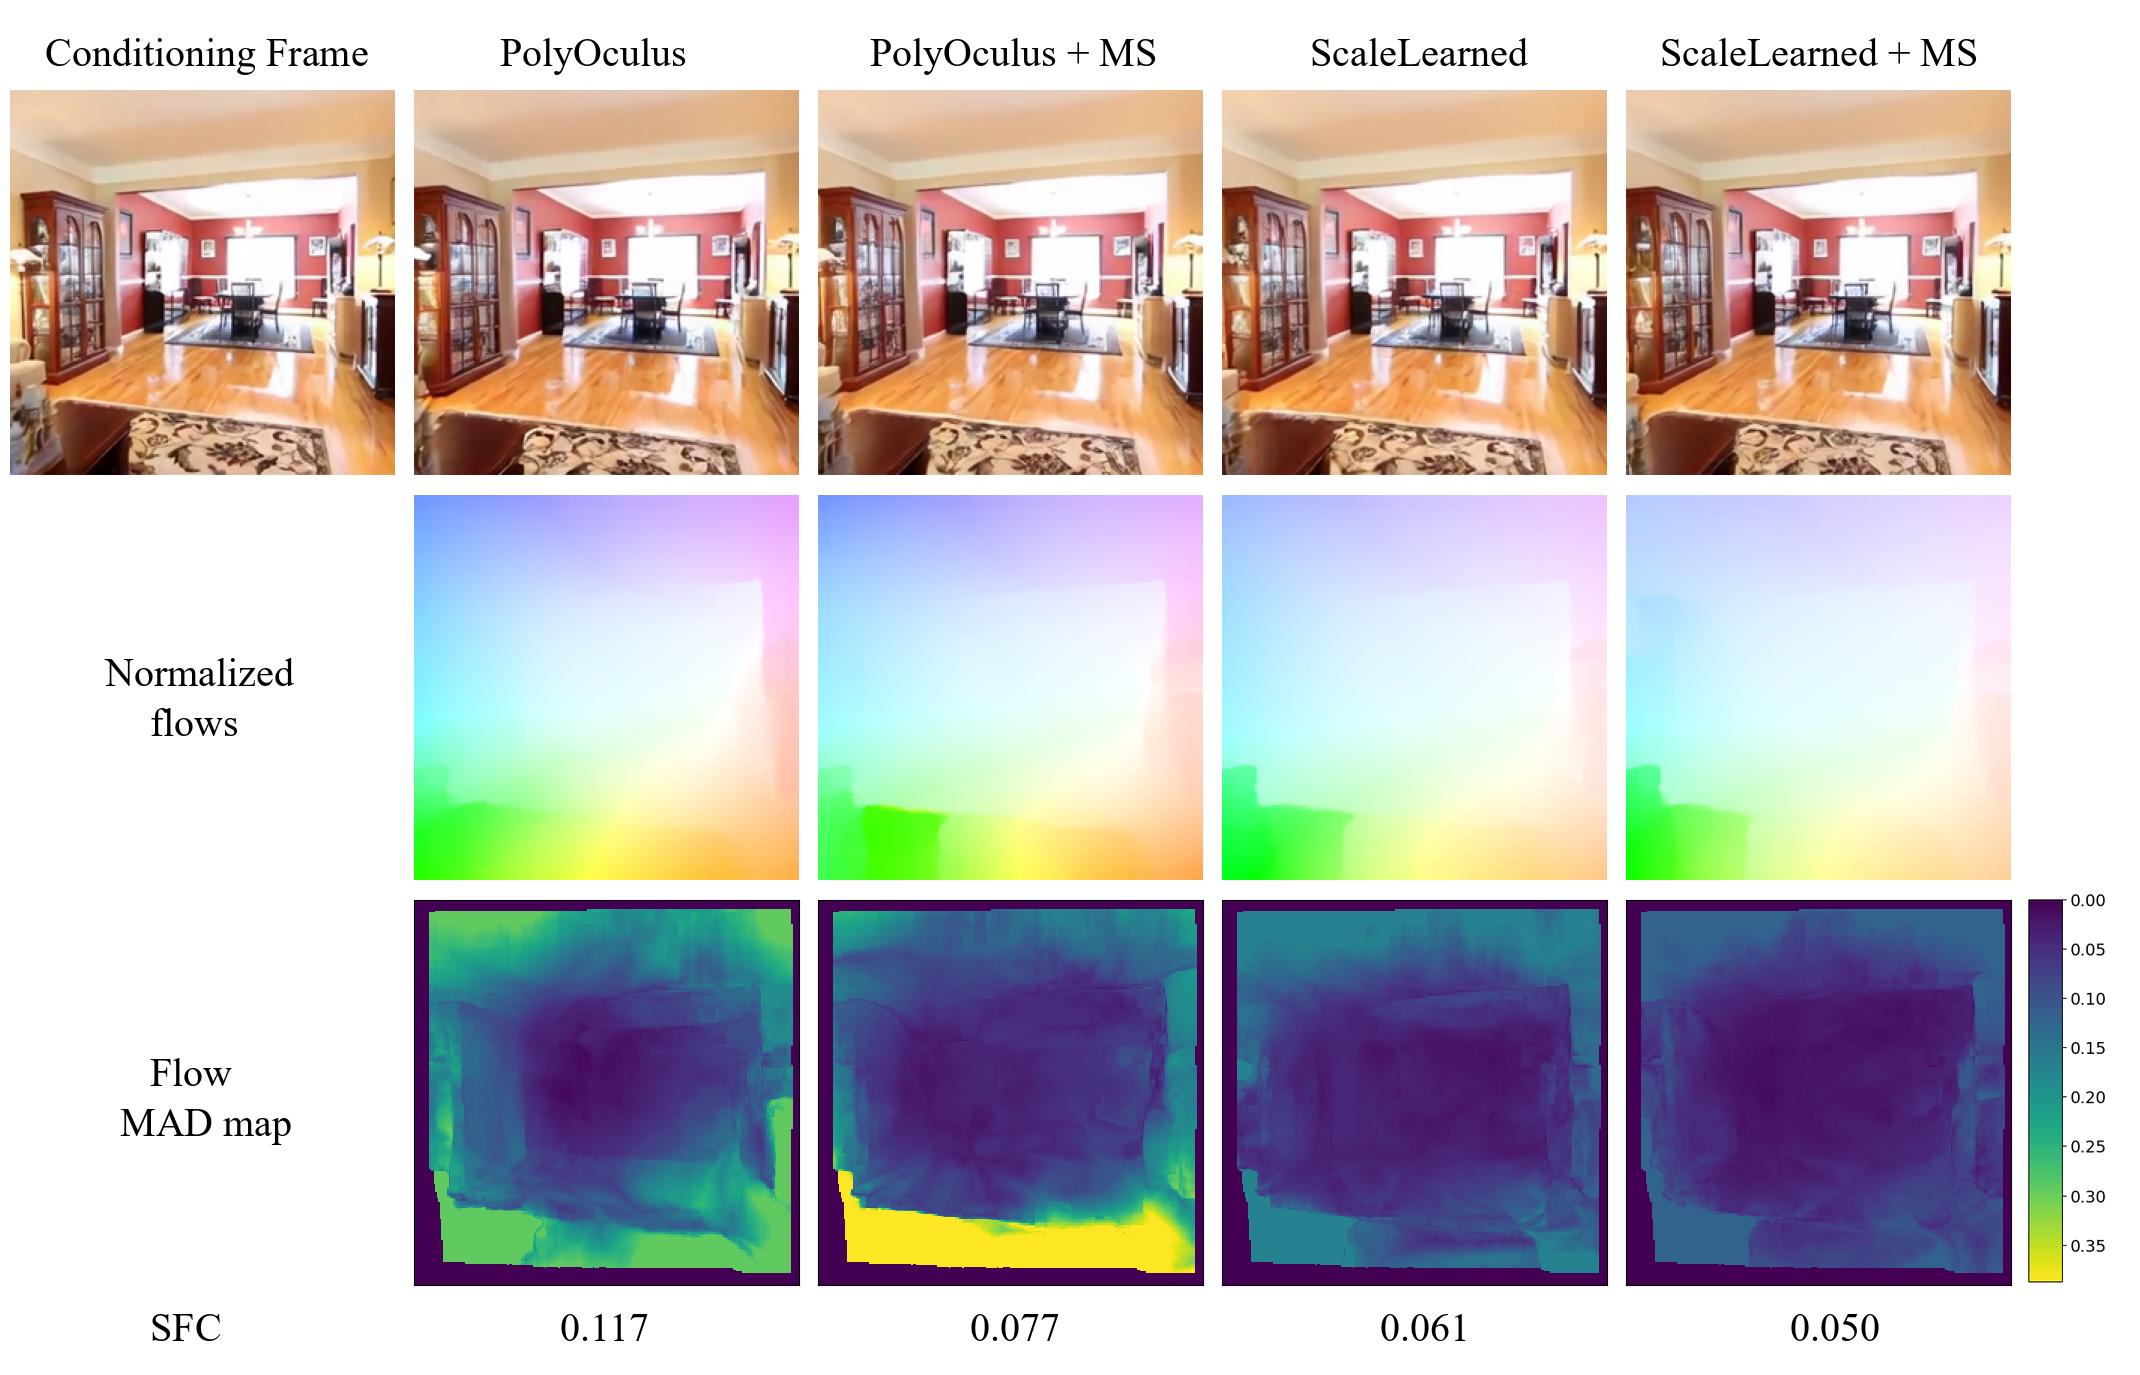 Conditioning Frame
PolyOculus
PolyOculus + MS
ScaleLearned
ScaleLearned + MS
Normalized
flows
Flow
MAD map
0.00
0.05
0.10
0.15
0.20
0.25
0.30
0.35
SFC
0.117
0.077
0.061
0.050